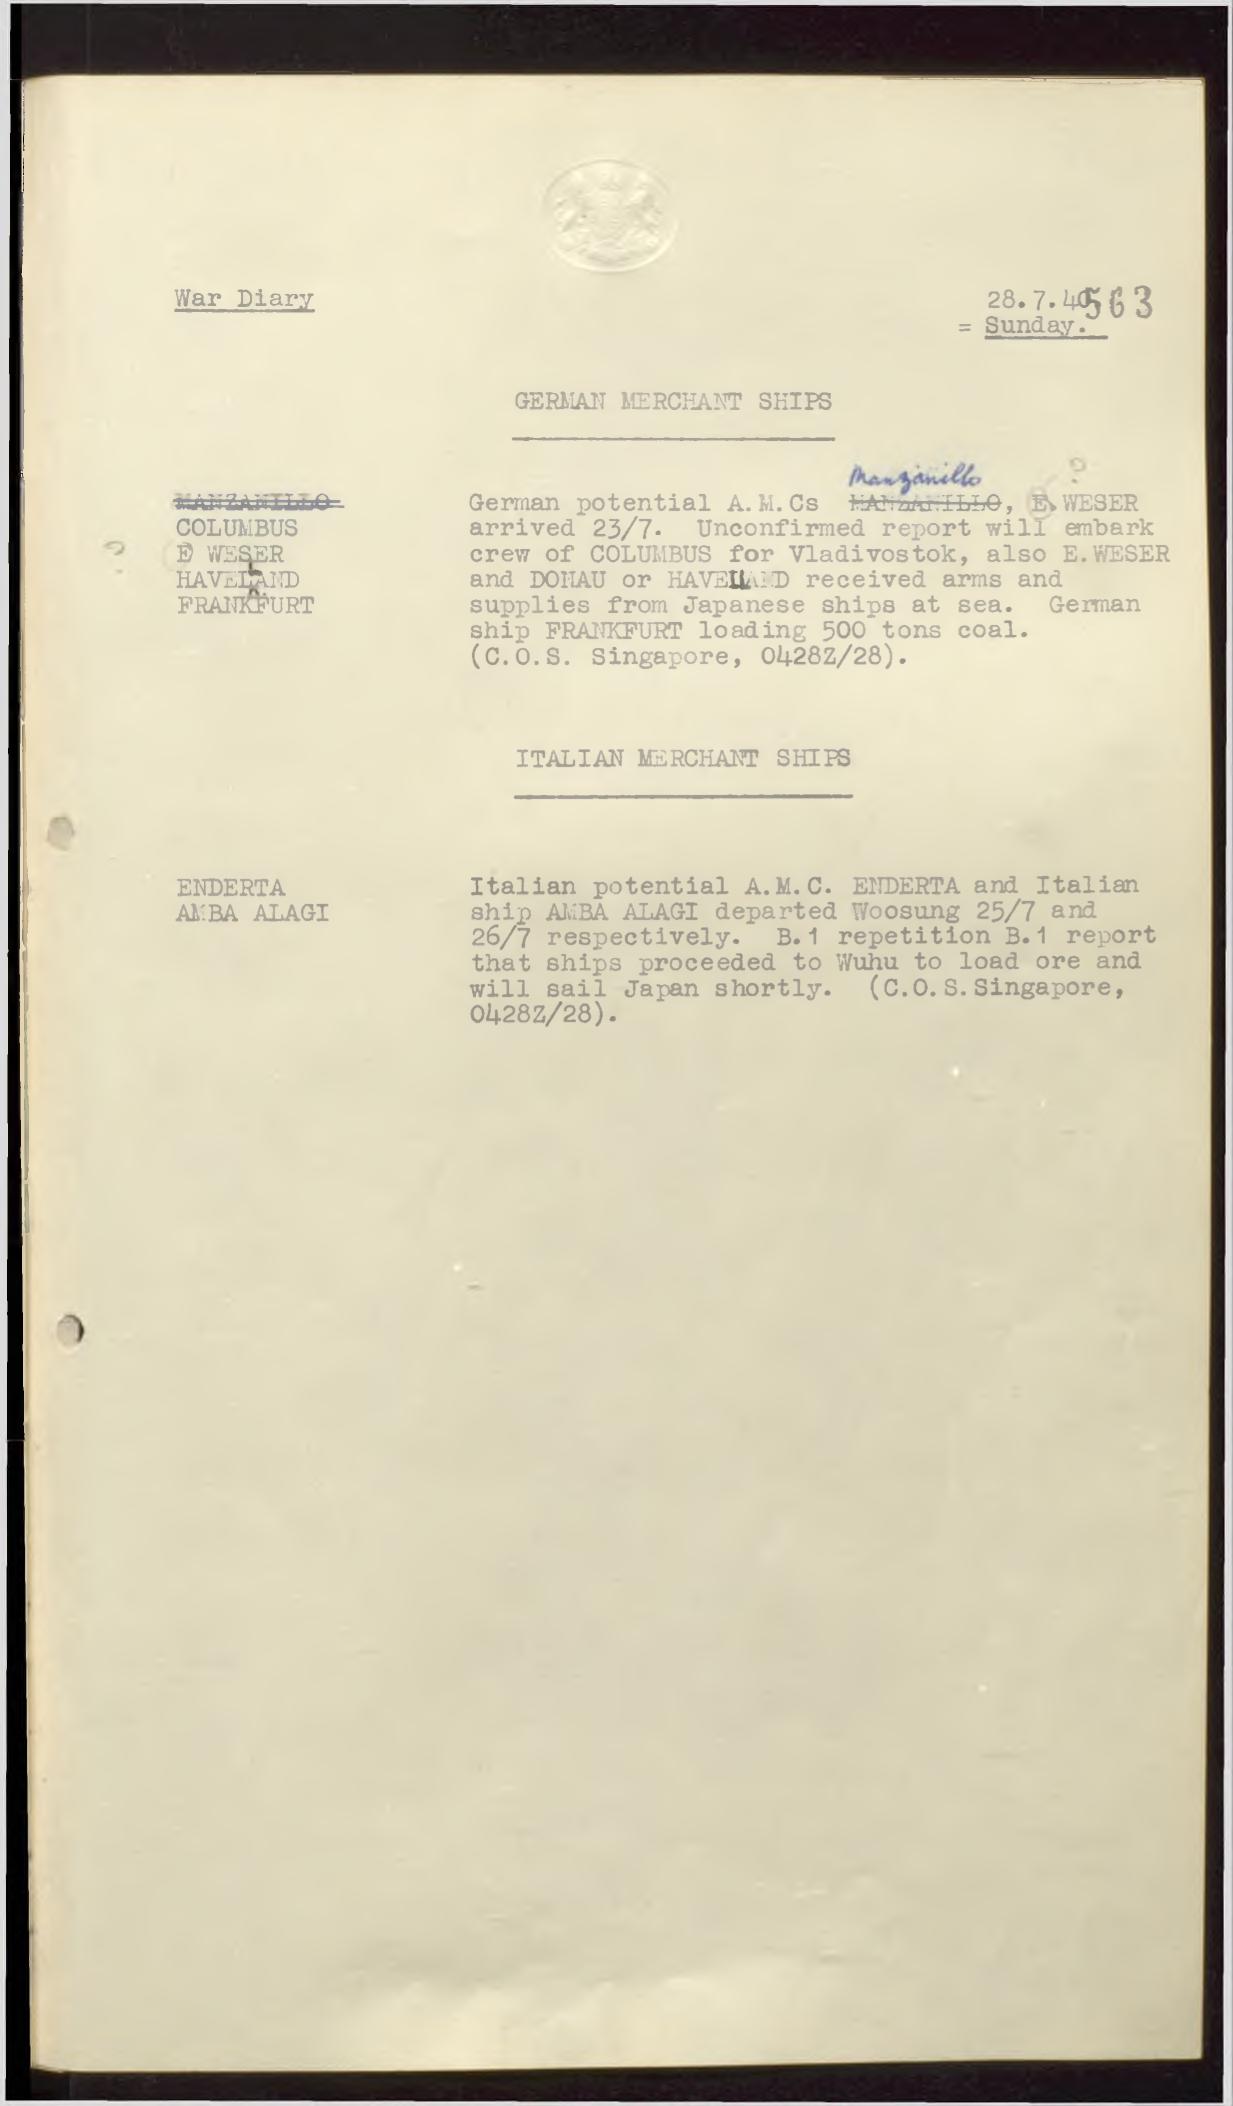 War Diary
28.7.40
563
= Sunday.
GERMAN MERCHANT SHIPS
Manzanillo
?
MANZANILLO
COLUMBUS
? E WESER
HAVELLAND
FRANKFURT
German potential A.M.Cs MANZANILLO, E.WESER
arrived 23/7. Unconfirmed report will embark
crew of COLUMBUS for Vladivostok, also E.WESER
and DONAU or HAVELLAND received arms and
supplies from Japanese ships at sea. German
ship FRANKFURT loading 500 tons coal.
(C.O.S. Singapore, 0428Z/28).
ITALIAN MERCHANT SHIPS
ENDERTA
AMBA ALAGI
Italian potential A.M.C. ENDERTA and Italian
ship AMBA ALAGI departed Woosung 25/7 and
26/7 respectively. B.1 repetition B.1 report
that ships proceeded to Wuhu to load ore and
will sail Japan shortly. (C.O.S.Singapore,
0428Z/28).